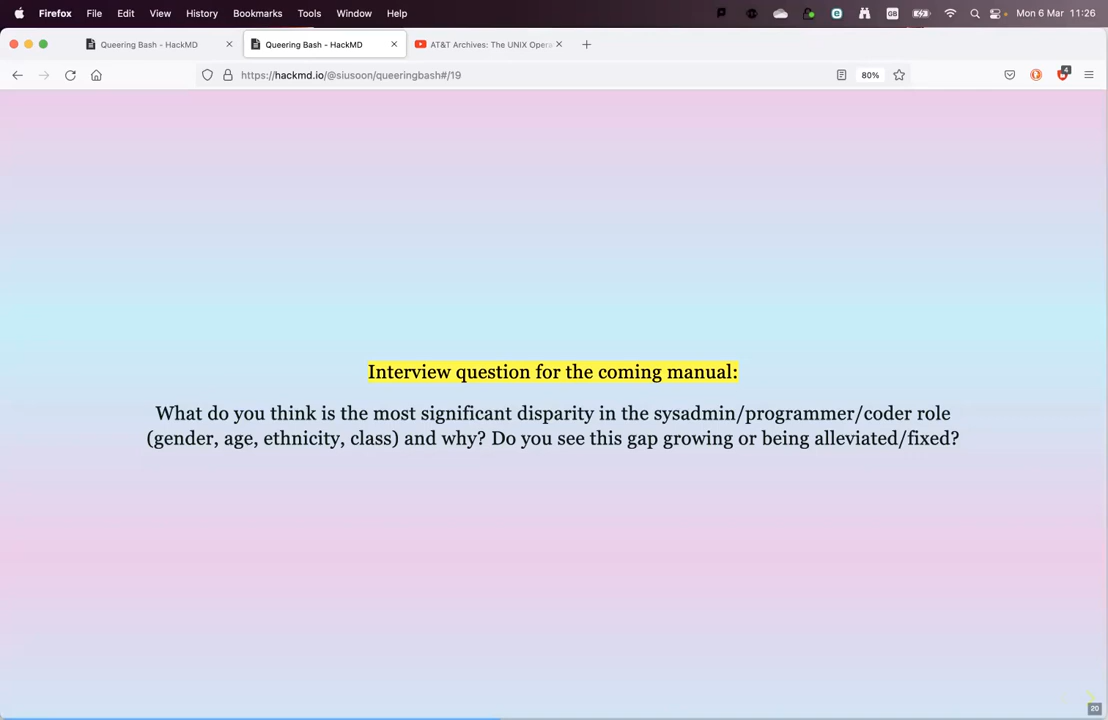 Firefox File Edit View History Bookmarks Tools Window Help Mon 6 Mar 11:26
Queering Bash - HackMD Queering Bash - HackMD AT&T Archives: The UNIX Opera
https://hackmd.io/@siusoon/queeringbash#/19 80% 4
Interview question for the coming manual:
What do you think is the most significant disparity in the sysadmin/programmer/coder role
(gender, age, ethnicity, class) and why? Do you see this gap growing or being alleviated/fixed?
20